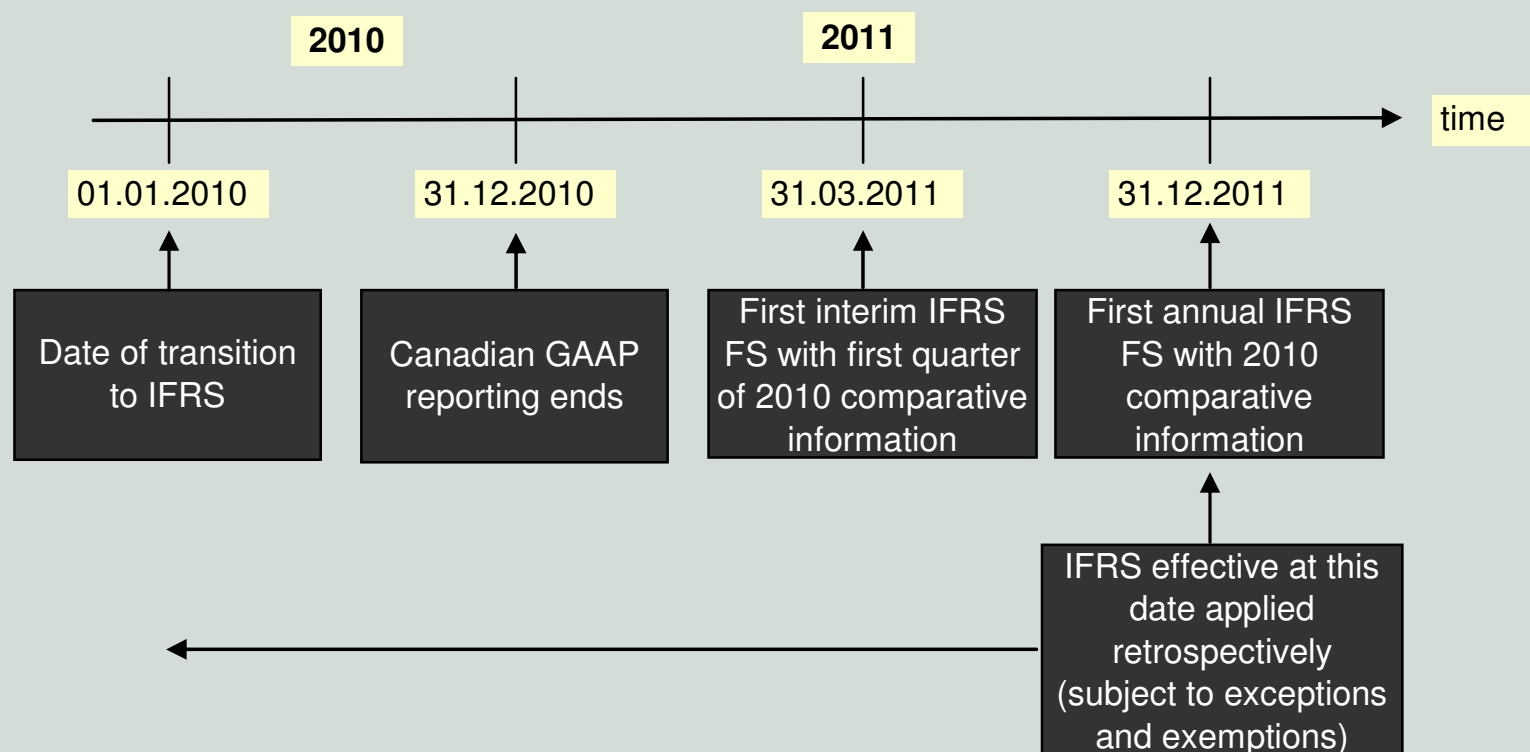 2010
2011
time
01.01.2010
31.12.2010
31.03.2011
31.12.2011
Date of transition
to IFRS
Canadian GAAP
reporting ends
First interim IFRS
FS with first quarter
of 2010 comparative
information
First annual IFRS
FS with 2010
comparative
information
IFRS effective at this
date applied
retrospectively
(subject to exceptions
and exemptions)